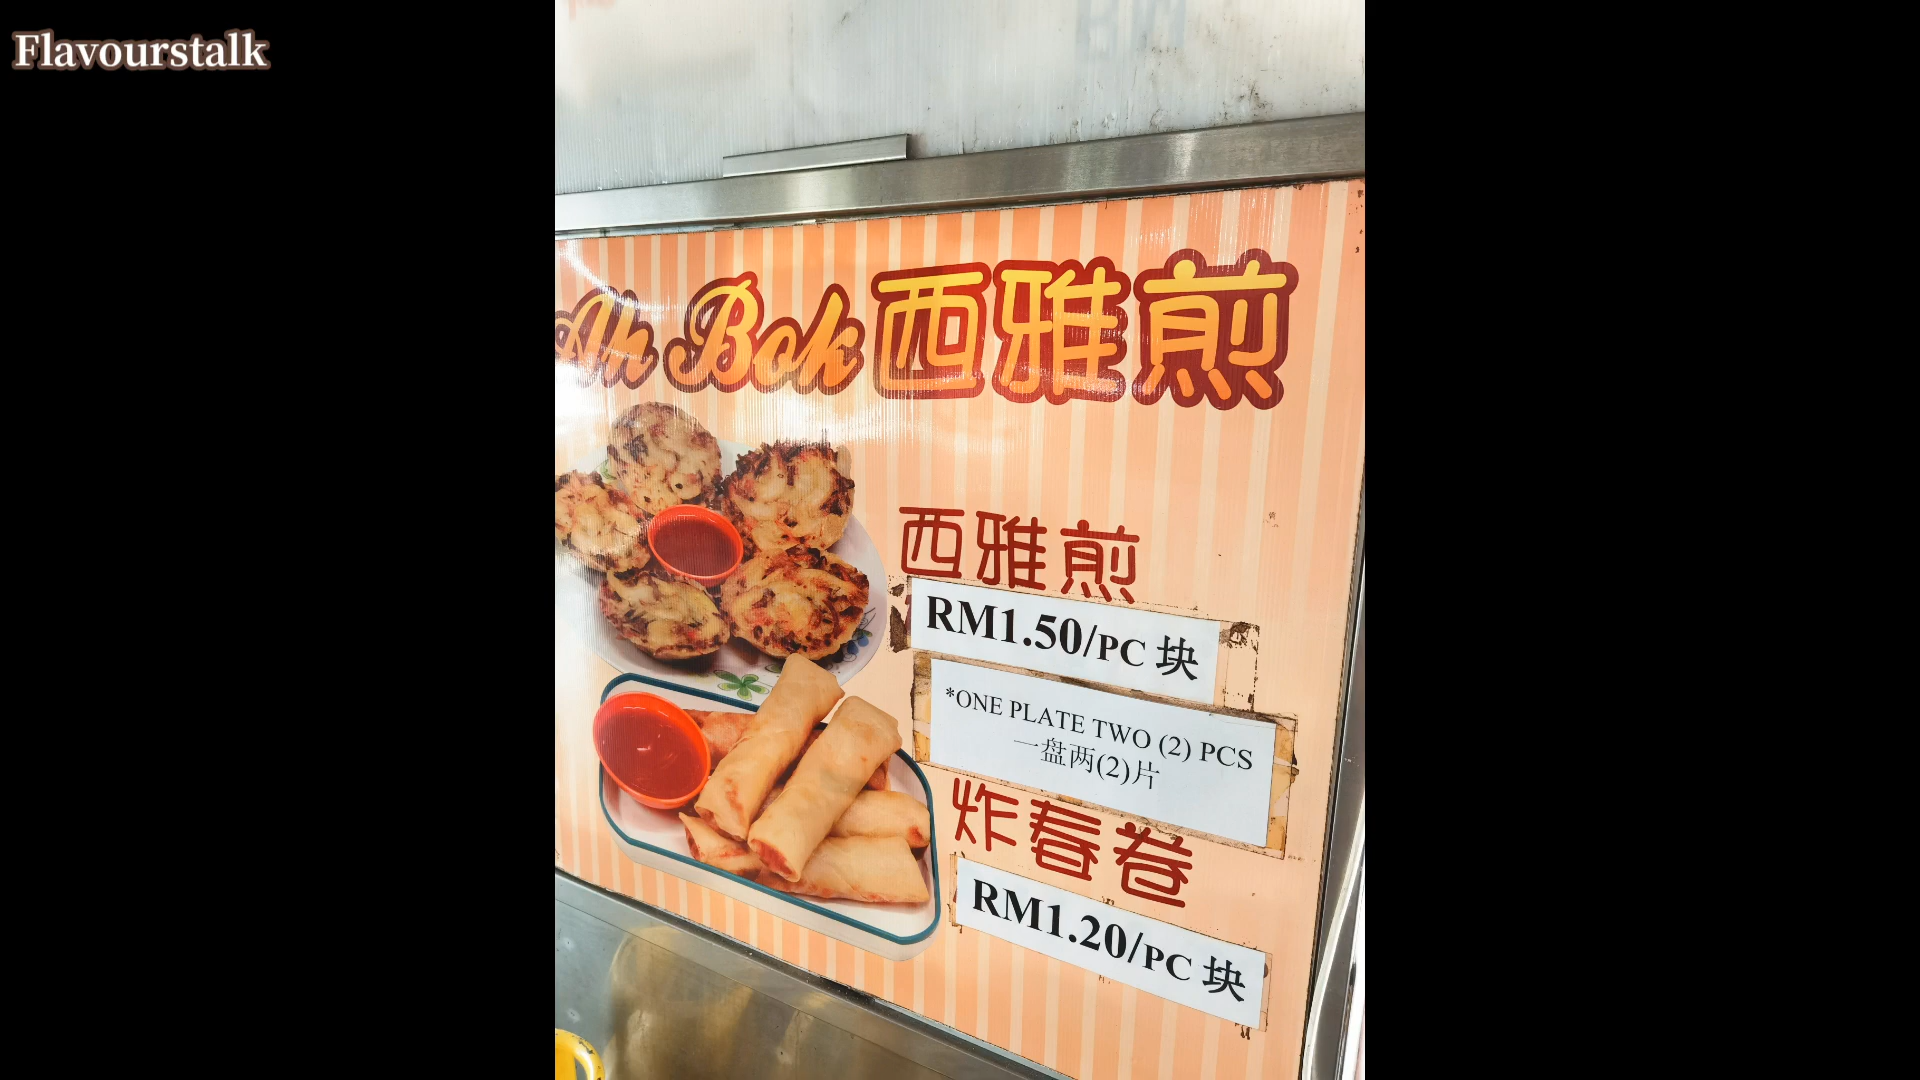 Flavourstalk
Ah Bok 西雅煎
西雅煎
RM1.50/PC 块
*ONE PLATE TWO (2) PCS
一盘两(2)片
炸春卷
RM1.20/PC 块